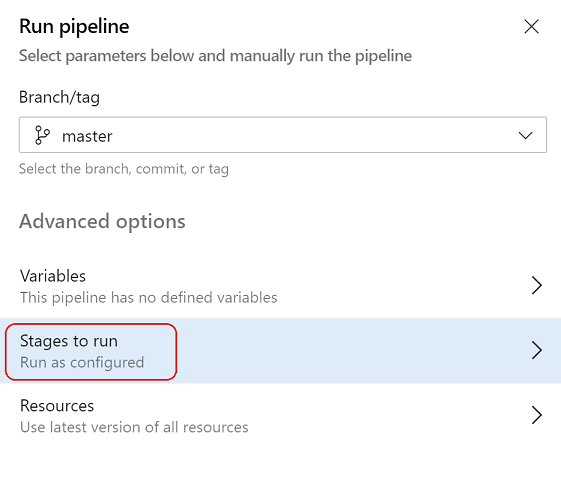 Run pipeline
Select parameters below and manually run the pipeline
Branch/tag
master
Select the branch, commit, or tag
Advanced options
Variables
This pipeline has no defined variables
Stages to run
Run as configured
Resources
Use latest version of all resources